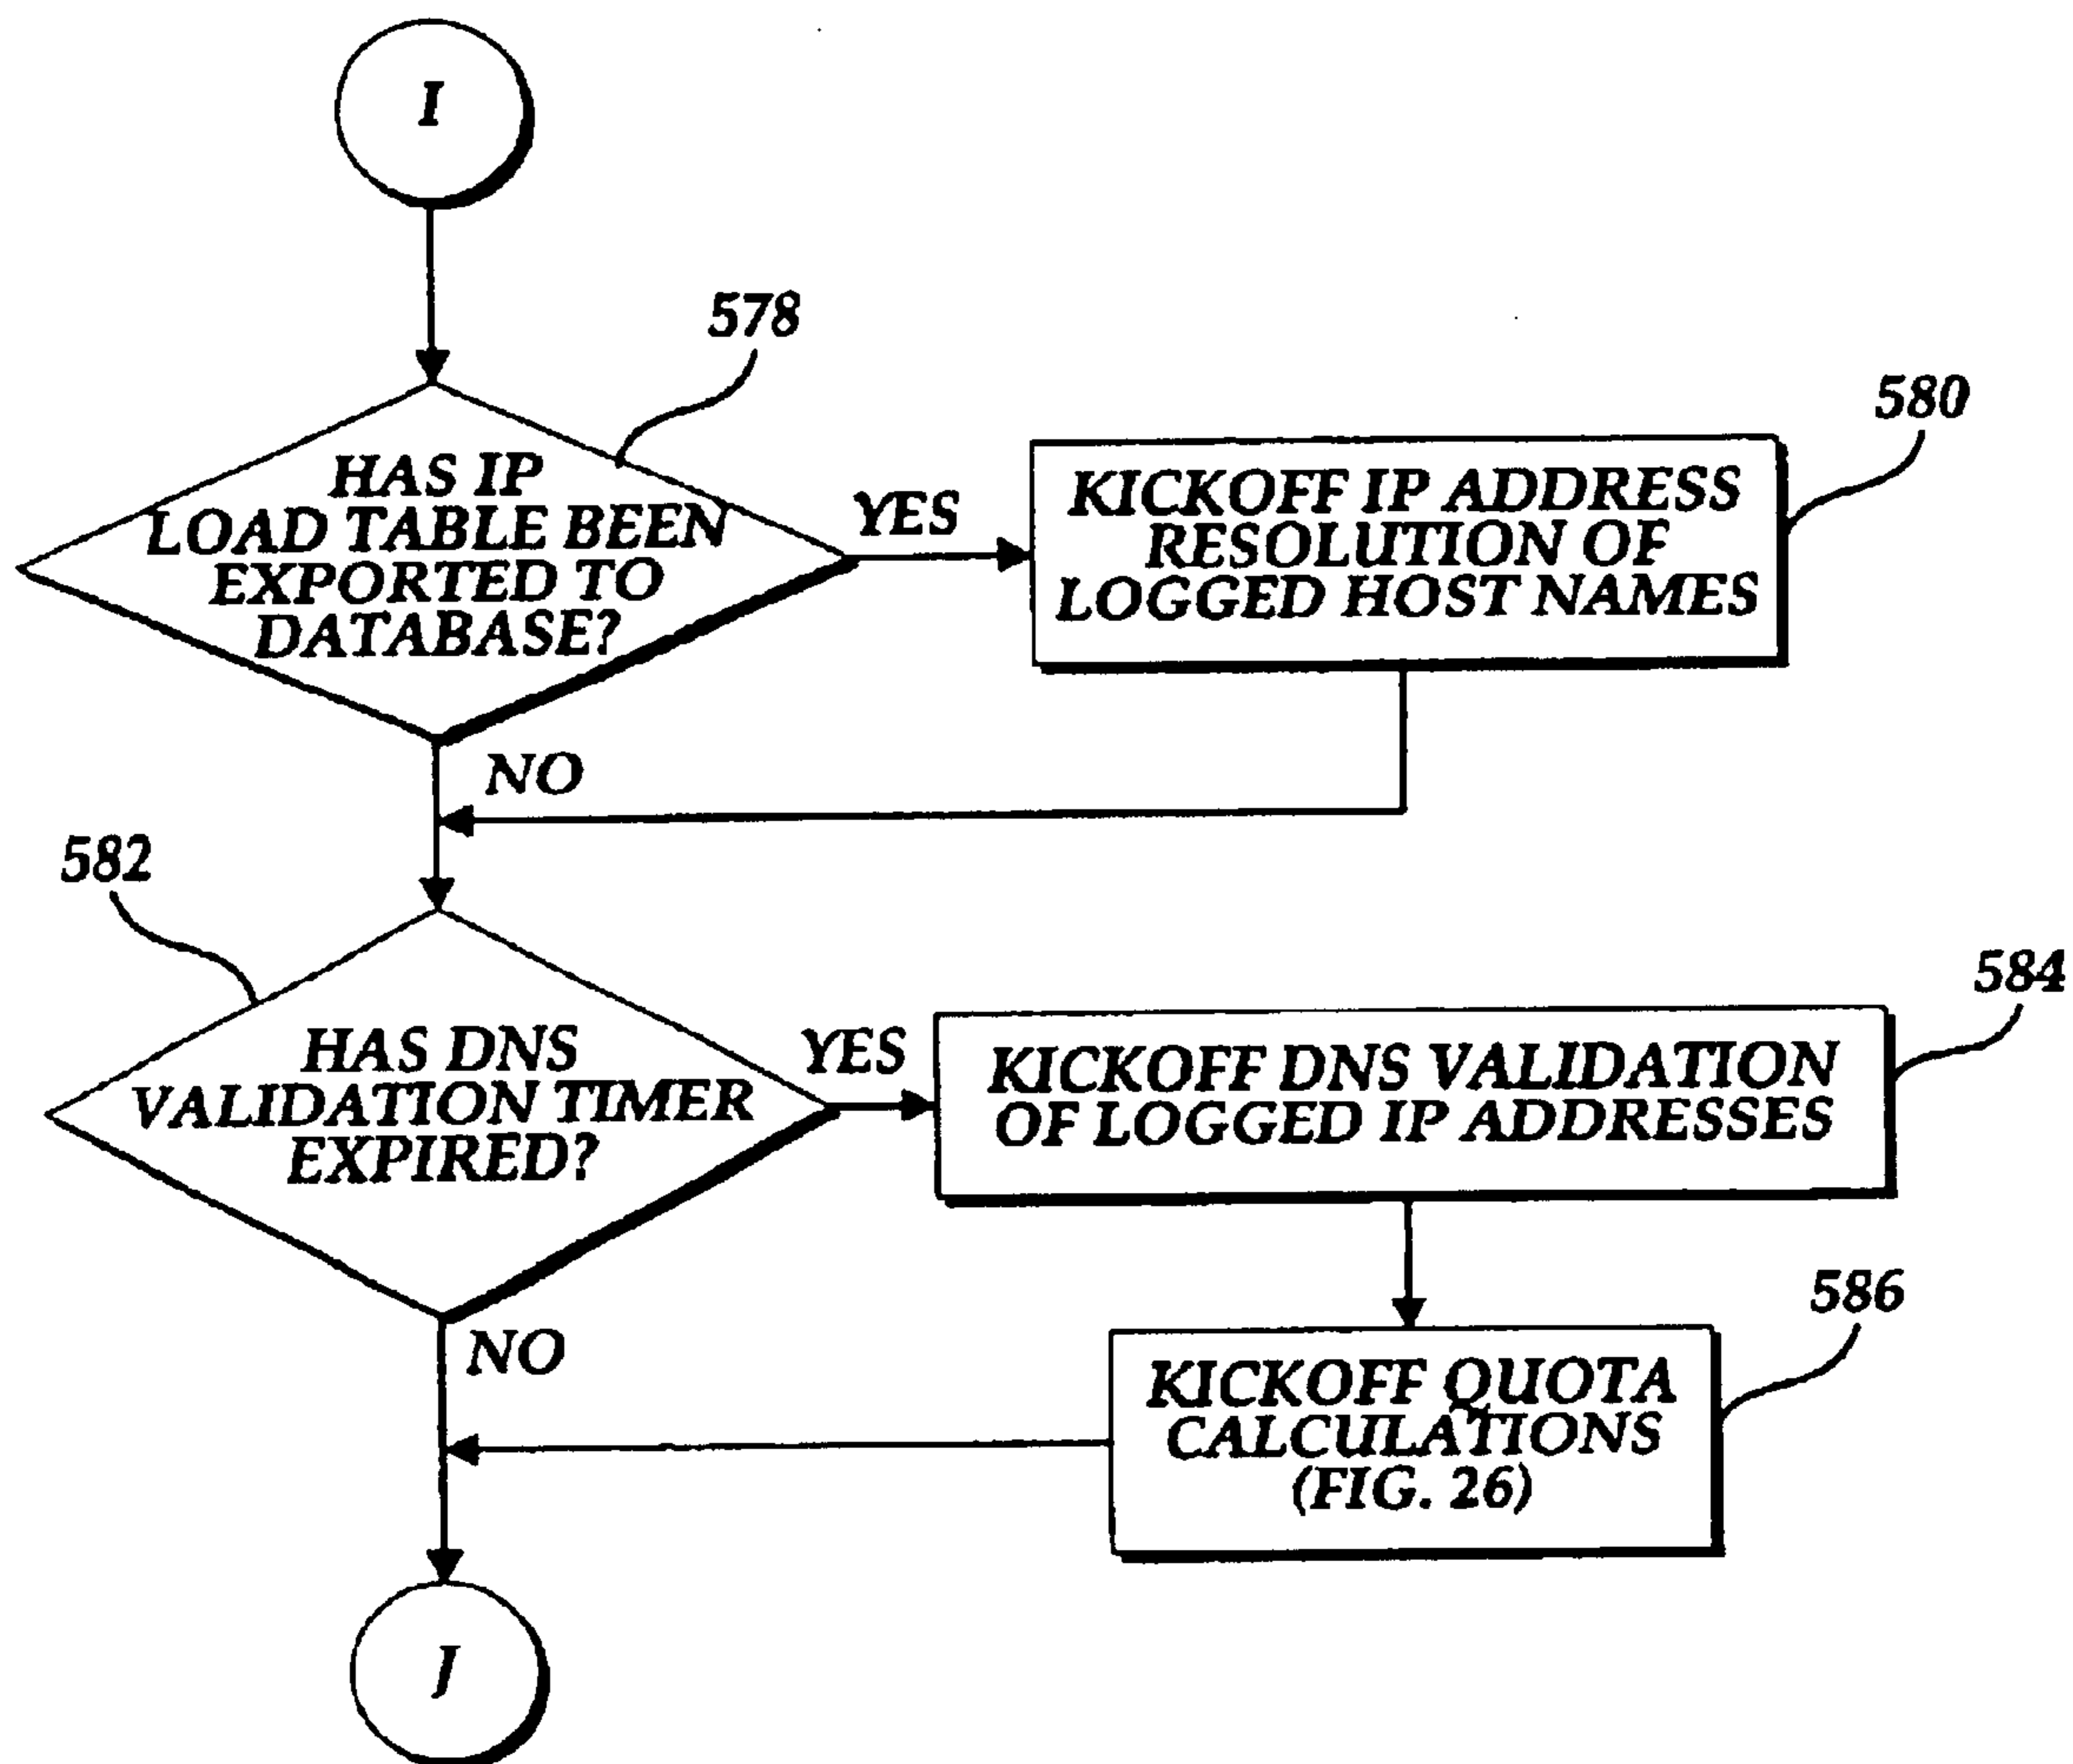 I
578
HAS IP
LOAD TABLE BEEN
EXPORTED TO
DATABASE?
YES
580
KICKOFF IP ADDRESS
RESOLUTION OF
LOGGED HOST NAMES
NO
582
HAS DNS
VALIDATION TIMER
EXPIRED?
YES
584
KICKOFF DNS VALIDATION
OF LOGGED IP ADDRESSES
NO
586
KICKOFF QUOTA
CALCULATIONS
(FIG. 26)
J